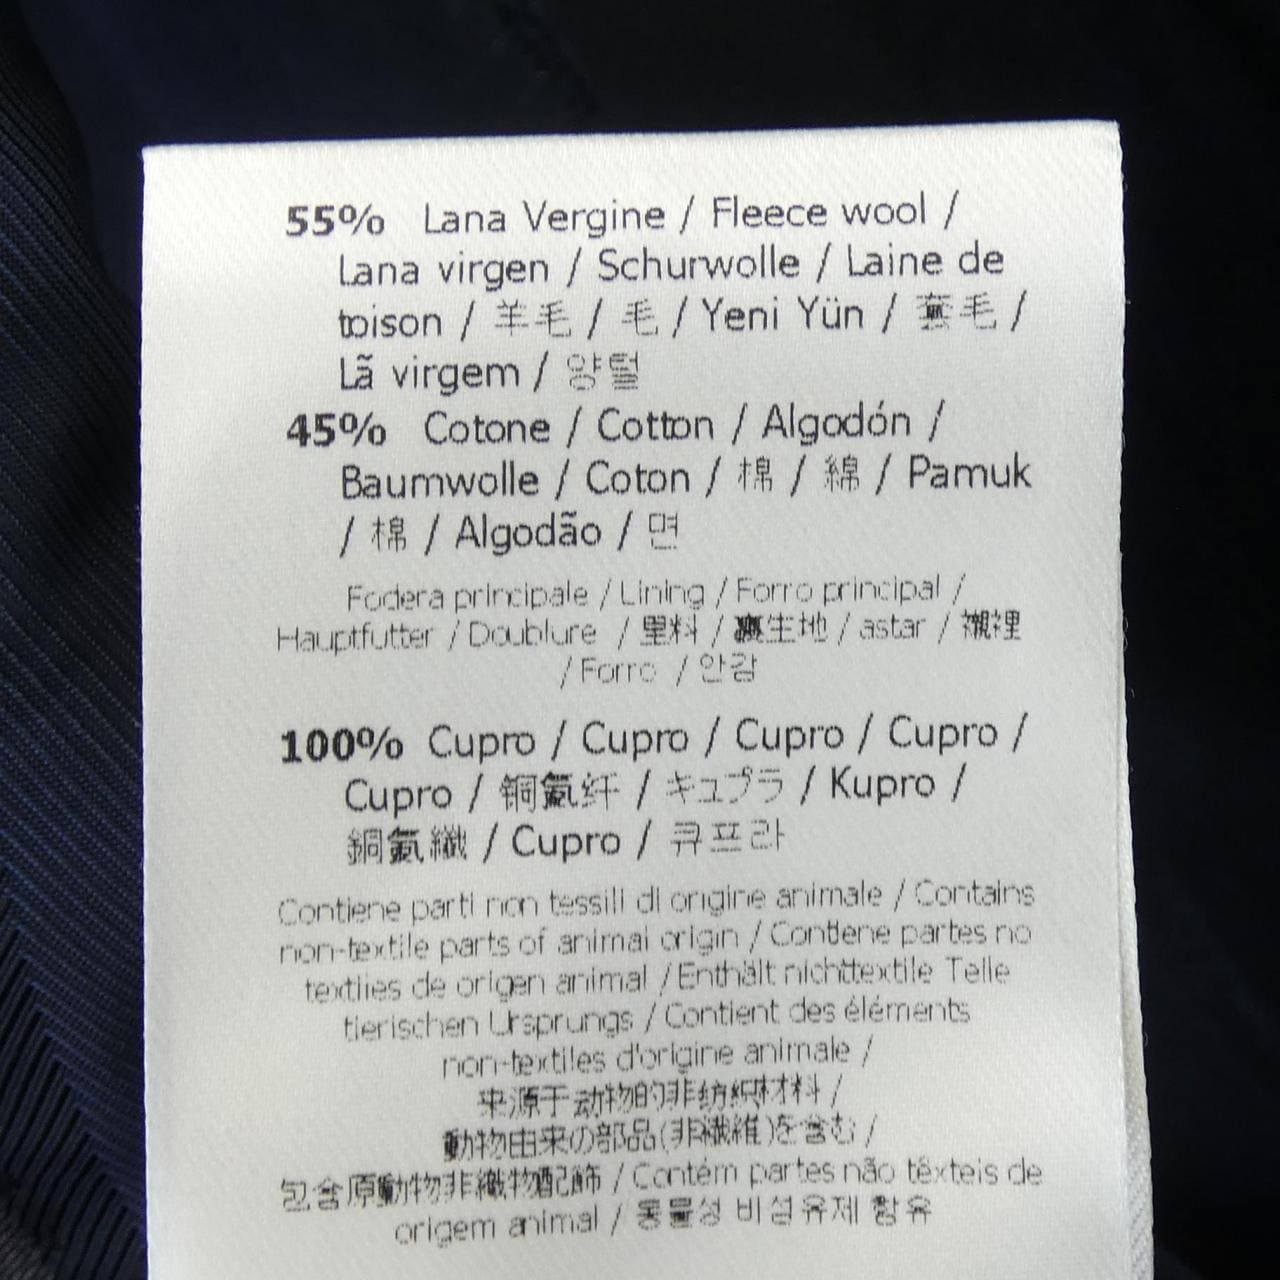 55% Lana Vergine / Fleece wool /
Lana virgen / Schurwolle / Laine de
toison / 羊毛 / 毛 / Yeni Yün / 套毛 /
Lã virgem / 양털
45% Cotone / Cotton / Algodón /
Baumwolle / Coton / 棉 / 綿 / Pamuk
/ 棉 / Algodão / 면
Fodera principale / Lining / Forro principal /
Hauptfutter / Doublure / 里料 / 裏生地 / astar / 襯裡
/ Forro / 안감
100% Cupro / Cupro / Cupro / Cupro /
Cupro / 铜氨纤 / キュプラ / Kupro /
銅氨纖 / Cupro / 큐프라
Contiene parti non tessili di origine animale / Contains
non-textile parts of animal origin / Contiene partes no
textiles de origen animal / Enthält nichttextile Teile
tierischen Ursprungs / Contient des éléments
non-textiles d'origine animale /
来源于动物的非纺织材料 /
動物由来の部品(非繊維)を含む /
包含原動物非織物配飾 / Contém partes não têxteis de
origem animal / 동물성 비섬유제 함유